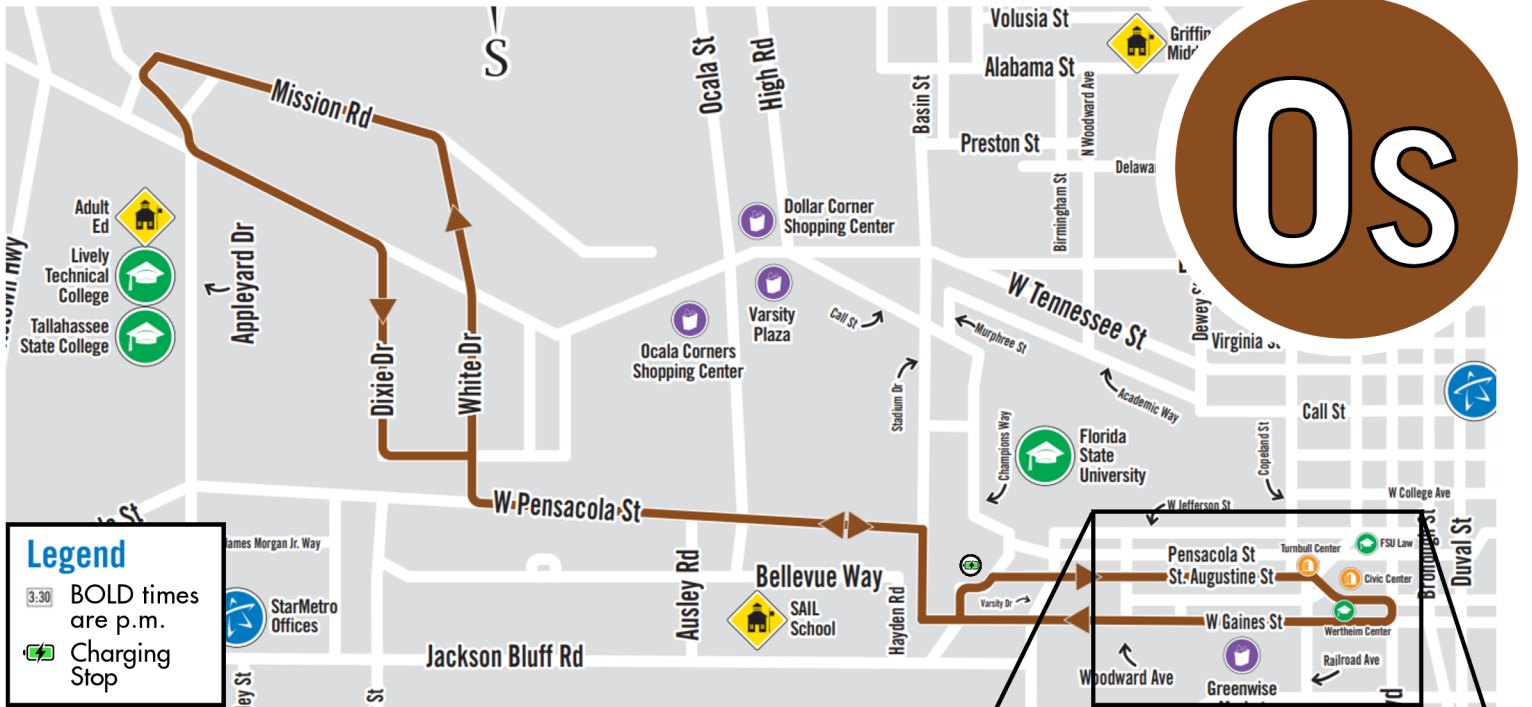 Volusia St
Griffin
Alabama St
Ocala St
High Rd
Basin St
N Woodward Ave
S
Os
Mission Rd
Preston St
Birmingham St
Adult
Ed
Lively
Technical
College
Tallahassee
State College
Appleyard Dr
Dollar Corner
Shopping Center
Varsity
Plaza
Ocala Corners
Shopping Center
Call St
W Tennessee St
Murphree St
Academic Way
Virginia St
Dixie Dr
White Dr
Stadium Dr
Champions Way
Florida
State
University
Call St
Copeland St
W College Ave
W Jefferson St
W Pensacola St
Pensacola St
St. Augustine St
Turnbull Center
FSU Law
Civic Center
Duval St
Legend
3:30
BOLD times
are p.m.
Charging
Stop
James Morgan Jr. Way
StarMetro
Offices
Ausley Rd
Bellevue Way
SAIL
School
Hayden Rd
Varsity Dr
W Gaines St
Wertheim Center
Jackson Bluff Rd
Woodward Ave
Greenwise
Railroad Ave
St